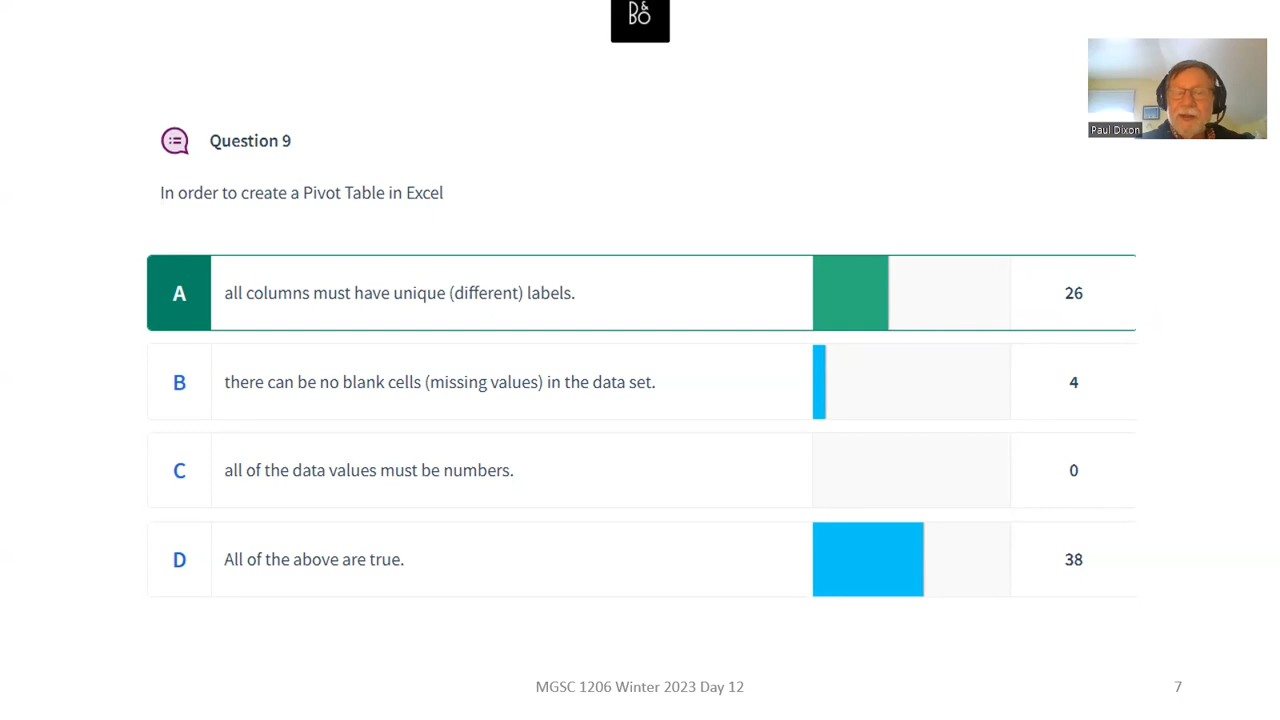 B&
BO
Paul Dixon
Question 9
In order to create a Pivot Table in Excel
A all columns must have unique (different) labels. 26
B there can be no blank cells (missing values) in the data set. 4
C all of the data values must be numbers. 0
D All of the above are true. 38
MGSC 1206 Winter 2023 Day 12 7